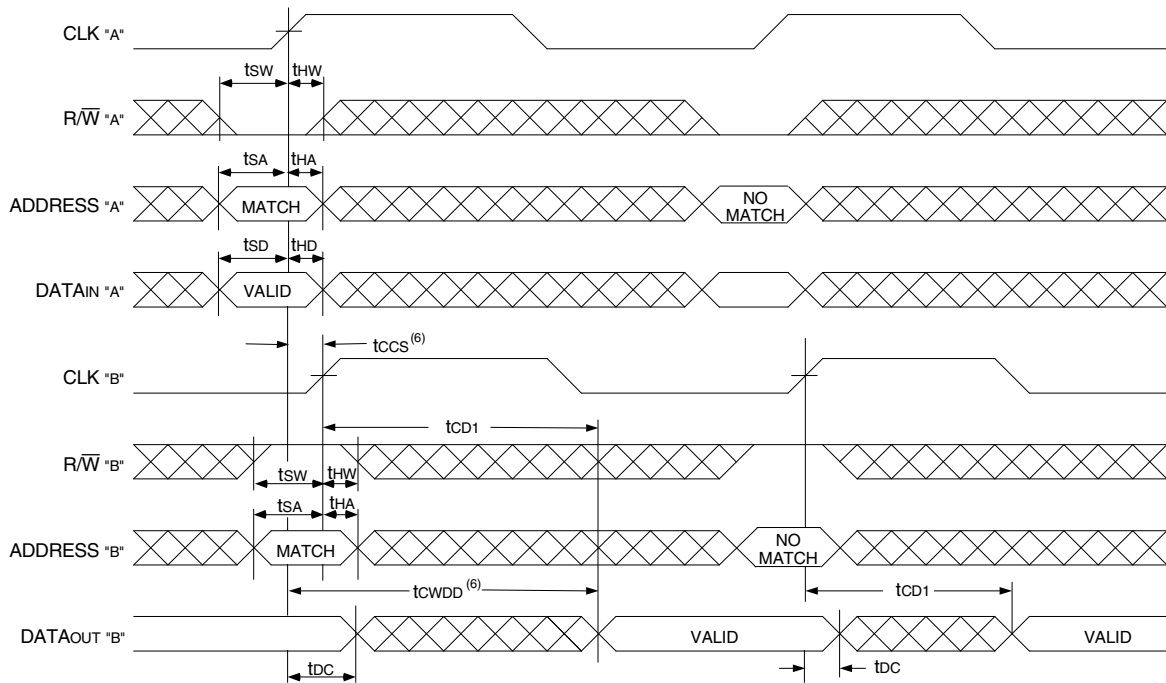 CLK "A"
tSW tHW
R/W̅ "A"
tSA tHA
ADDRESS "A" MATCH NO MATCH
tSD tHD
DATAIN "A" VALID
tCCS (6)
CLK "B"
tCD1
R/W̅ "B"
tSW tHW
tSA tHA
ADDRESS "B" MATCH NO MATCH
tCWDD (6) tCD1
DATAOUT "B" VALID VALID
tDC tDC